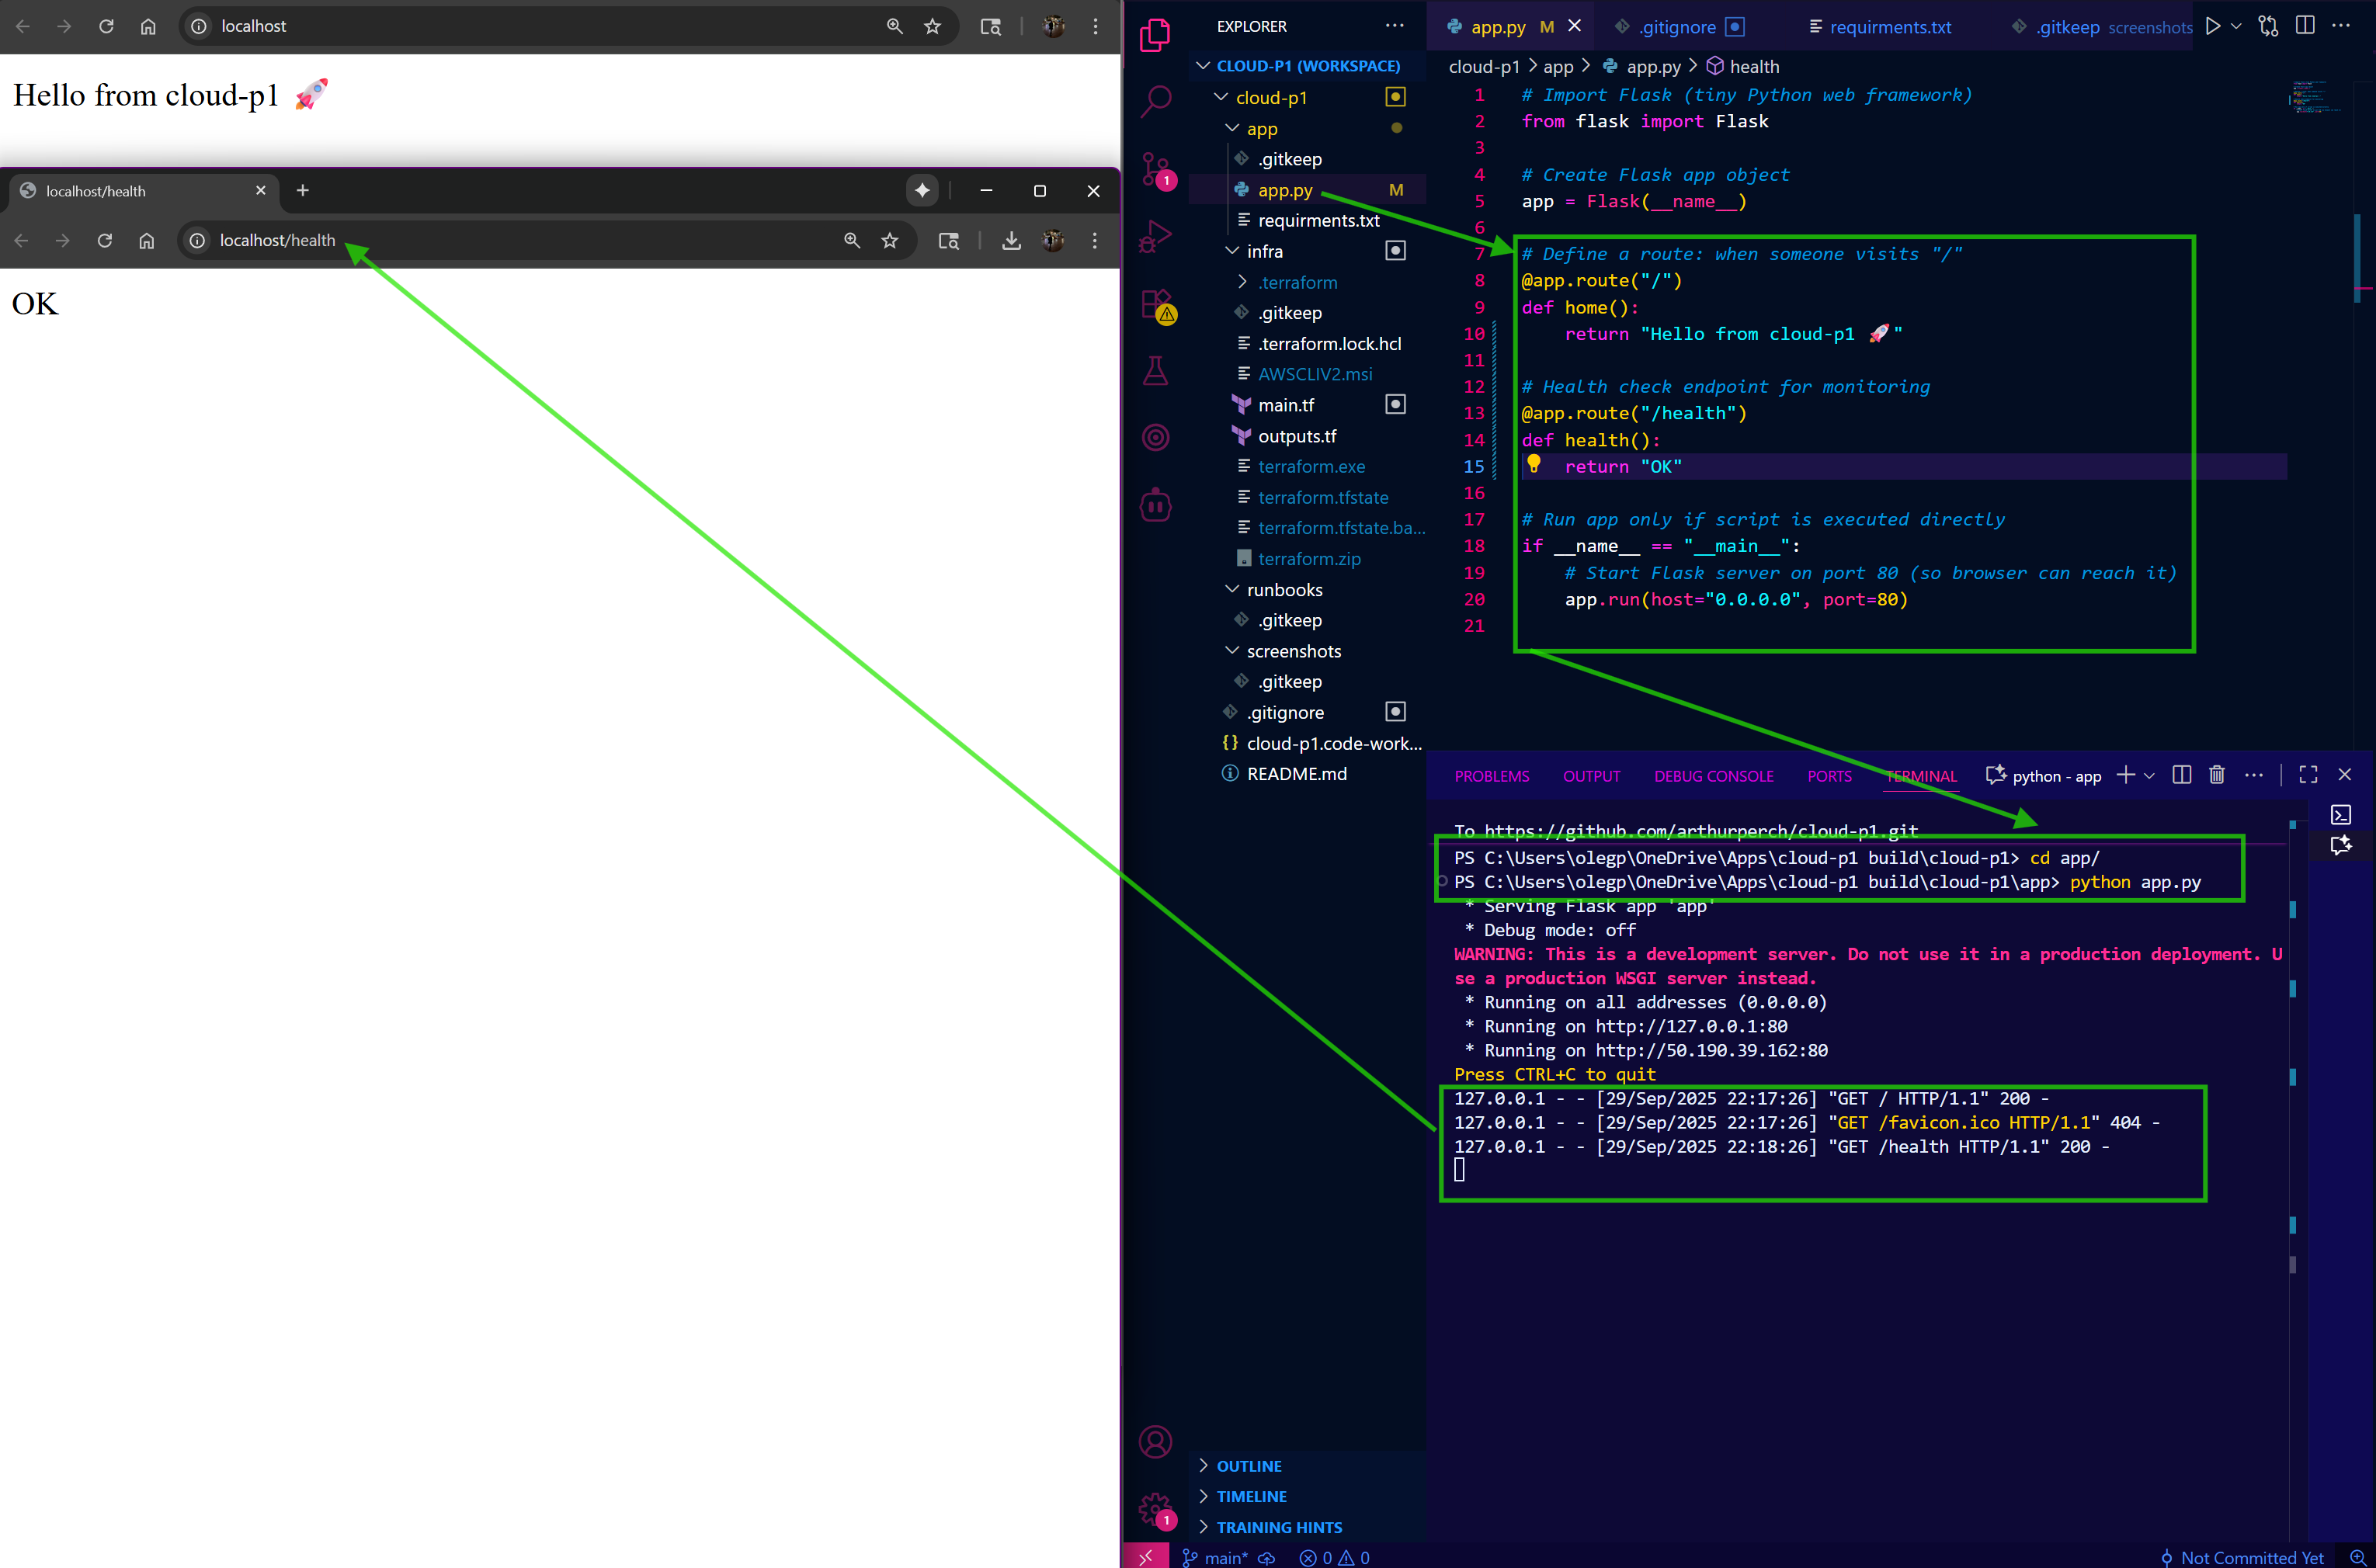 localhost
Hello from cloud-p1 🚀
localhost/health
localhost/health
OK
EXPLORER
CLOUD-P1 (WORKSPACE)
cloud-p1
app
.gitkeep
app.py M
requirments.txt
infra
.terraform
.gitkeep
.terraform.lock.hcl
AWSCLIV2.msi
main.tf
outputs.tf
terraform.exe
terraform.tfstate
terraform.tfstate.ba...
terraform.zip
runbooks
.gitkeep
screenshots
.gitkeep
.gitignore
cloud-p1.code-work...
README.md
OUTLINE
TIMELINE
TRAINING HINTS
1
1
app.py M
.gitignore
requirments.txt
.gitkeep screenshots
cloud-p1 > app > app.py > health
1 # Import Flask (tiny Python web framework)
2 from flask import Flask
3
4 # Create Flask app object
5 app = Flask(__name__)
6
7 # Define a route: when someone visits "/"
8 @app.route("/")
9 def home():
10 return "Hello from cloud-p1 🚀"
11
12 # Health check endpoint for monitoring
13 @app.route("/health")
14 def health():
15 return "OK"
16
17 # Run app only if script is executed directly
18 if __name__ == "__main__":
19 # Start Flask server on port 80 (so browser can reach it)
20 app.run(host="0.0.0.0", port=80)
21
PROBLEMS OUTPUT DEBUG CONSOLE PORTS TERMINAL python - app
To https://github.com/arthurperch/cloud-p1.git
PS C:\Users\olegp\OneDrive\Apps\cloud-p1 build\cloud-p1> cd app/
PS C:\Users\olegp\OneDrive\Apps\cloud-p1 build\cloud-p1\app> python app.py
* Serving Flask app 'app'
* Debug mode: off
WARNING: This is a development server. Do not use it in a production deployment. U
se a production WSGI server instead.
* Running on all addresses (0.0.0.0)
* Running on http://127.0.0.1:80
* Running on http://50.190.39.162:80
Press CTRL+C to quit
127.0.0.1 - - [29/Sep/2025 22:17:26] "GET / HTTP/1.1" 200 -
127.0.0.1 - - [29/Sep/2025 22:17:26] "GET /favicon.ico HTTP/1.1" 404 -
127.0.0.1 - - [29/Sep/2025 22:18:26] "GET /health HTTP/1.1" 200 -
main* 0 0 Not Committed Yet